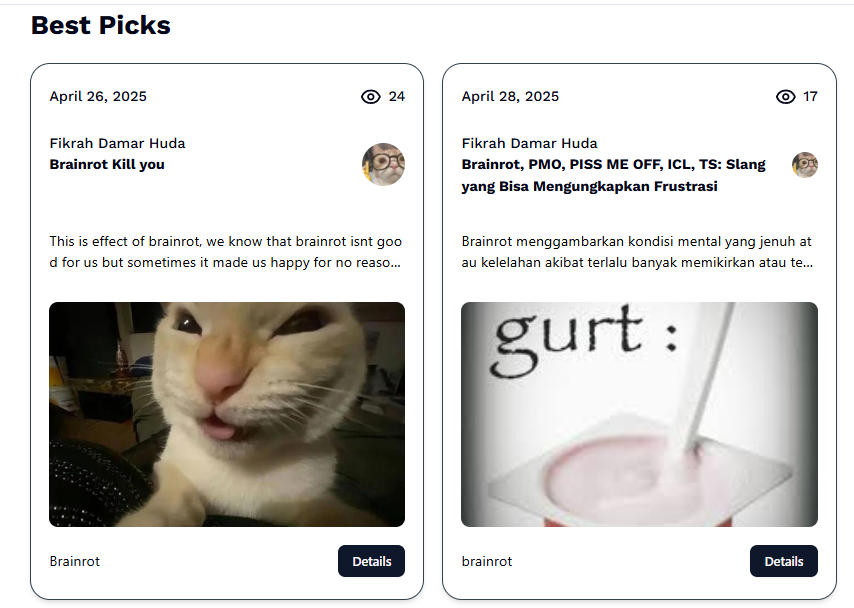 Best Picks
April 26, 2025
24
Fikrah Damar Huda
Brainrot Kill you
This is effect of brainrot, we know that brainrot isnt goo
d for us but sometimes it made us happy for no reaso...
Brainrot
Details
April 28, 2025
17
Fikrah Damar Huda
Brainrot, PMO, PISS ME OFF, ICL, TS: Slang
yang Bisa Mengungkapkan Frustrasi
Brainrot menggambarkan kondisi mental yang jenuh at
au kelelahan akibat terlalu banyak memikirkan atau te...
gurt :
brainrot
Details